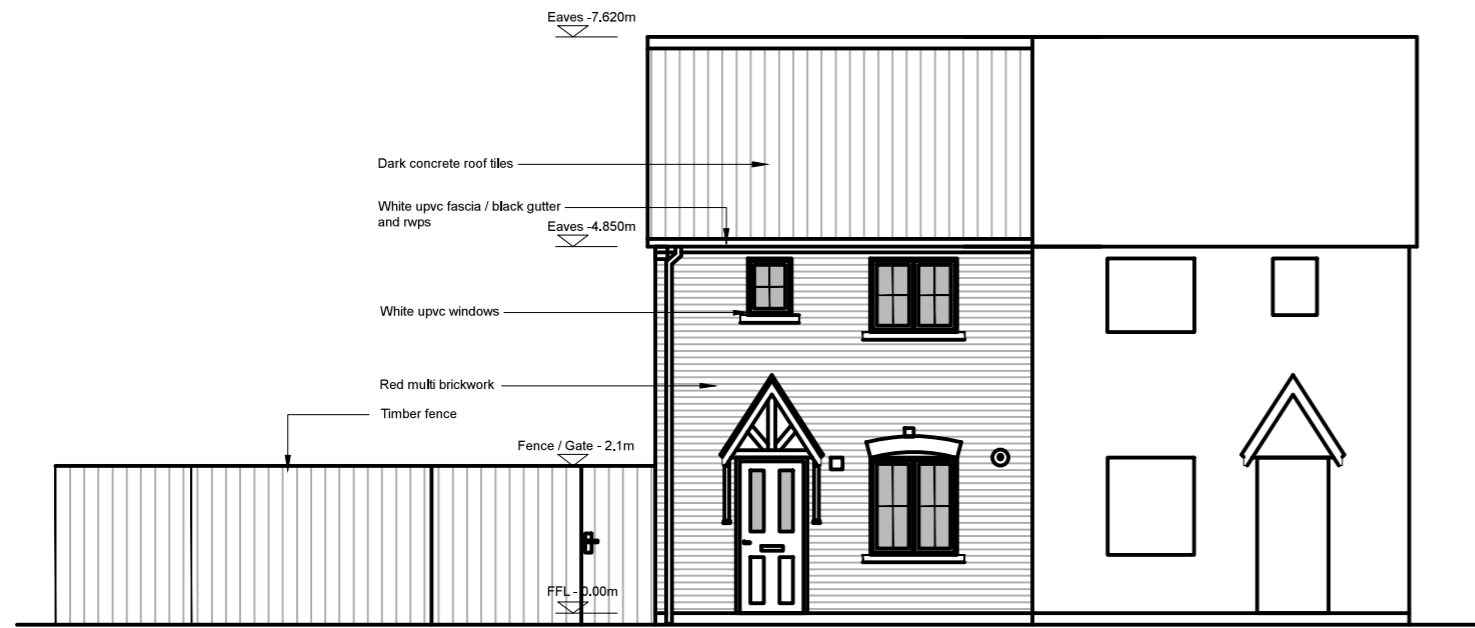 Eaves -7.620m
Dark concrete roof tiles
White upvc fascia / black gutter
and rwps
Eaves -4.850m
White upvc windows
Red multi brickwork
Timber fence
Fence / Gate - 2.1m
FFL - 0.00m